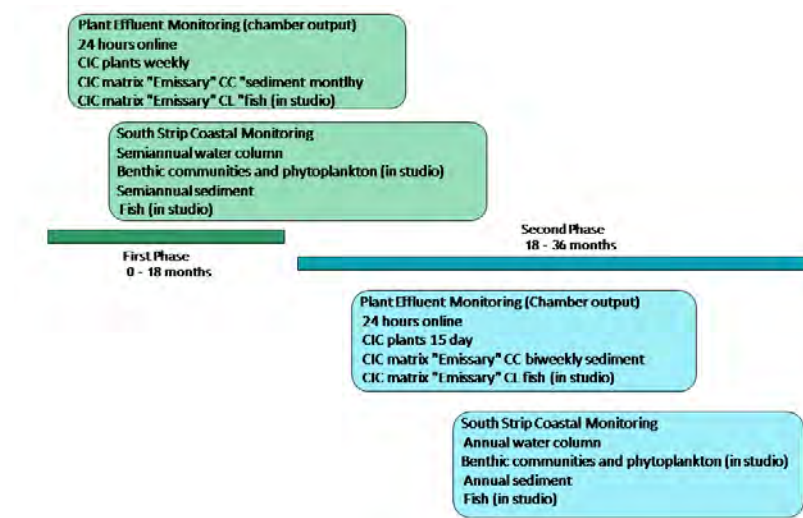 Plant Effluent Monitoring (chamber output)
24 hours online
CIC plants weekly
CIC matrix "Emissary" CC "sediment montlhy
CIC matrix "Emissary" CL "fish (in studio)
South Strip Coastal Monitoring
Semiannual water column
Benthic communities and phytoplankton (in studio)
Semiannual sediment
Fish (in studio)
First Phase
0 - 18 months
Second Phase
18 - 36 months
Plant Effluent Monitoring (Chamber output)
24 hours online
CIC plants 15 day
CIC matrix "Emissary" CC biweekly sediment
CIC matrix "Emissary" CL fish (in studio)
South Strip Coastal Monitoring
Annual water column
Benthic communities and phytoplankton (in studio)
Annual sediment
Fish (in studio)